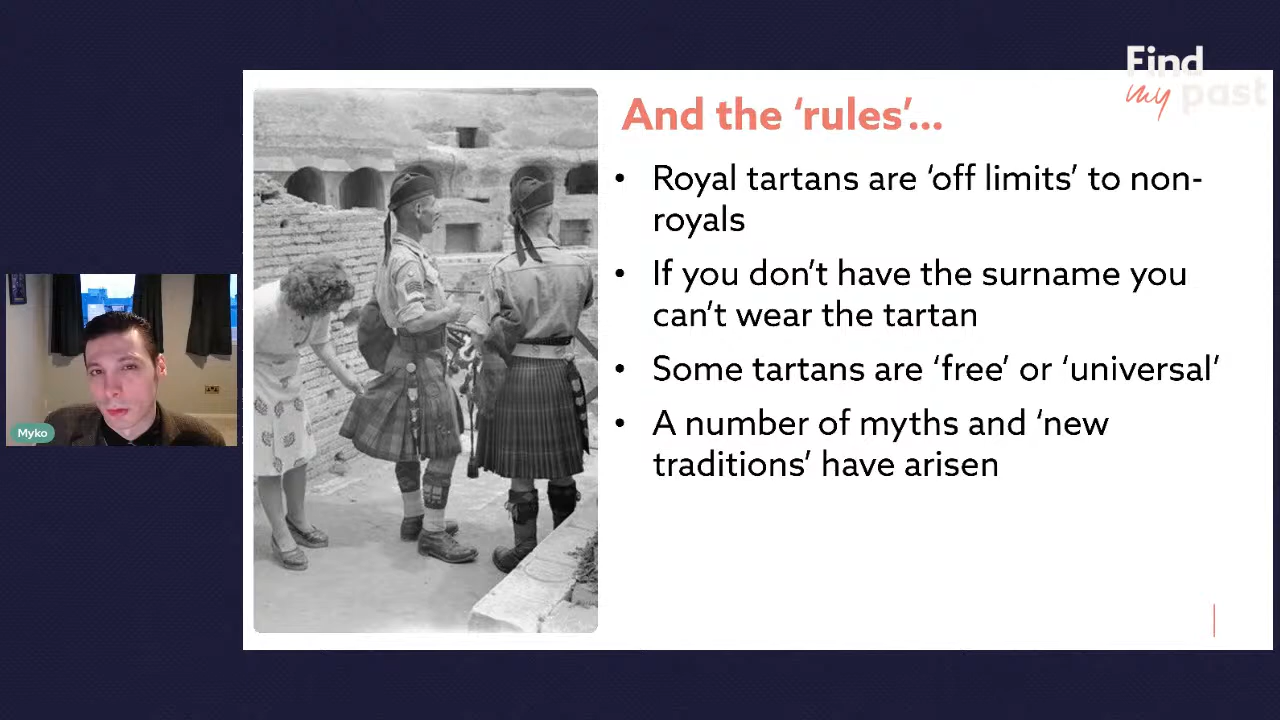 Find
my past
And the ‘rules’...
• Royal tartans are ‘off limits’ to non-
royals
• If you don’t have the surname you
can’t wear the tartan
• Some tartans are ‘free’ or ‘universal’
• A number of myths and ‘new
traditions’ have arisen
Myko